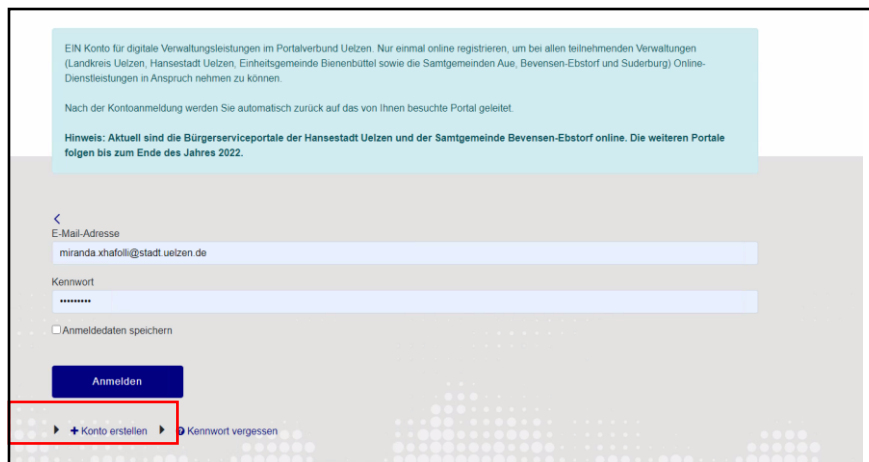 EIN Konto für digitale Verwaltungsleistungen im Portalverbund Uelzen. Nur einmal online registrieren, um bei allen teilnehmenden Verwaltungen
(Landkreis Uelzen, Hansestadt Uelzen, Einheitsgemeinde Bienenbüttel sowie die Samtgemeinden Aue, Bevensen-Ebstorf und Suderburg) Online-
Dienstleistungen in Anspruch nehmen zu können.
Nach der Kontoanmeldung werden Sie automatisch zurück auf das von Ihnen besuchte Portal geleitet.
Hinweis: Aktuell sind die Bürgerserviceportale der Hansestadt Uelzen und der Samtgemeinde Bevensen-Ebstorf online. Die weiteren Portale
folgen bis zum Ende des Jahres 2022.
E-Mail-Adresse
miranda.xhafolli@stadt.uelzen.de
Kennwort
•••••••••
Anmeldedaten speichern
Anmelden
+ Konto erstellen Kennwort vergessen